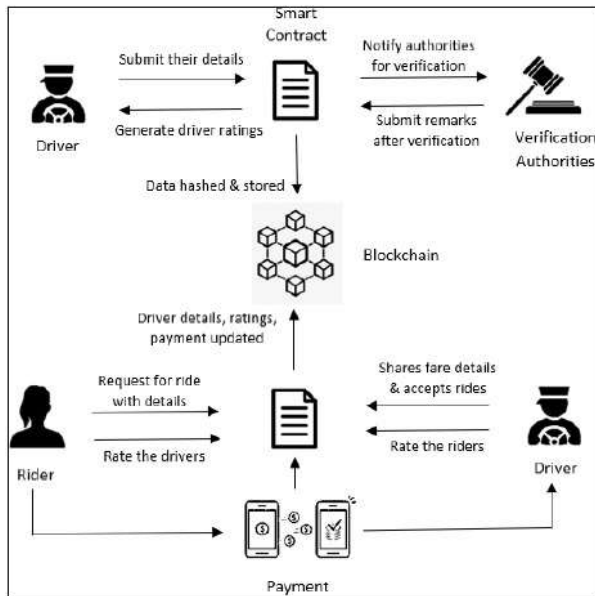 Smart
Contract
Submit their details
Notify authorities
for verification
Generate driver ratings
Submit remarks
after verification
Driver
Verification
Authorities
Data hashed & stored
Blockchain
Driver details, ratings,
payment updated
Request for ride
with details
Shares fare details
& accepts rides
Rate the drivers
Rate the riders
Rider
Driver
Payment